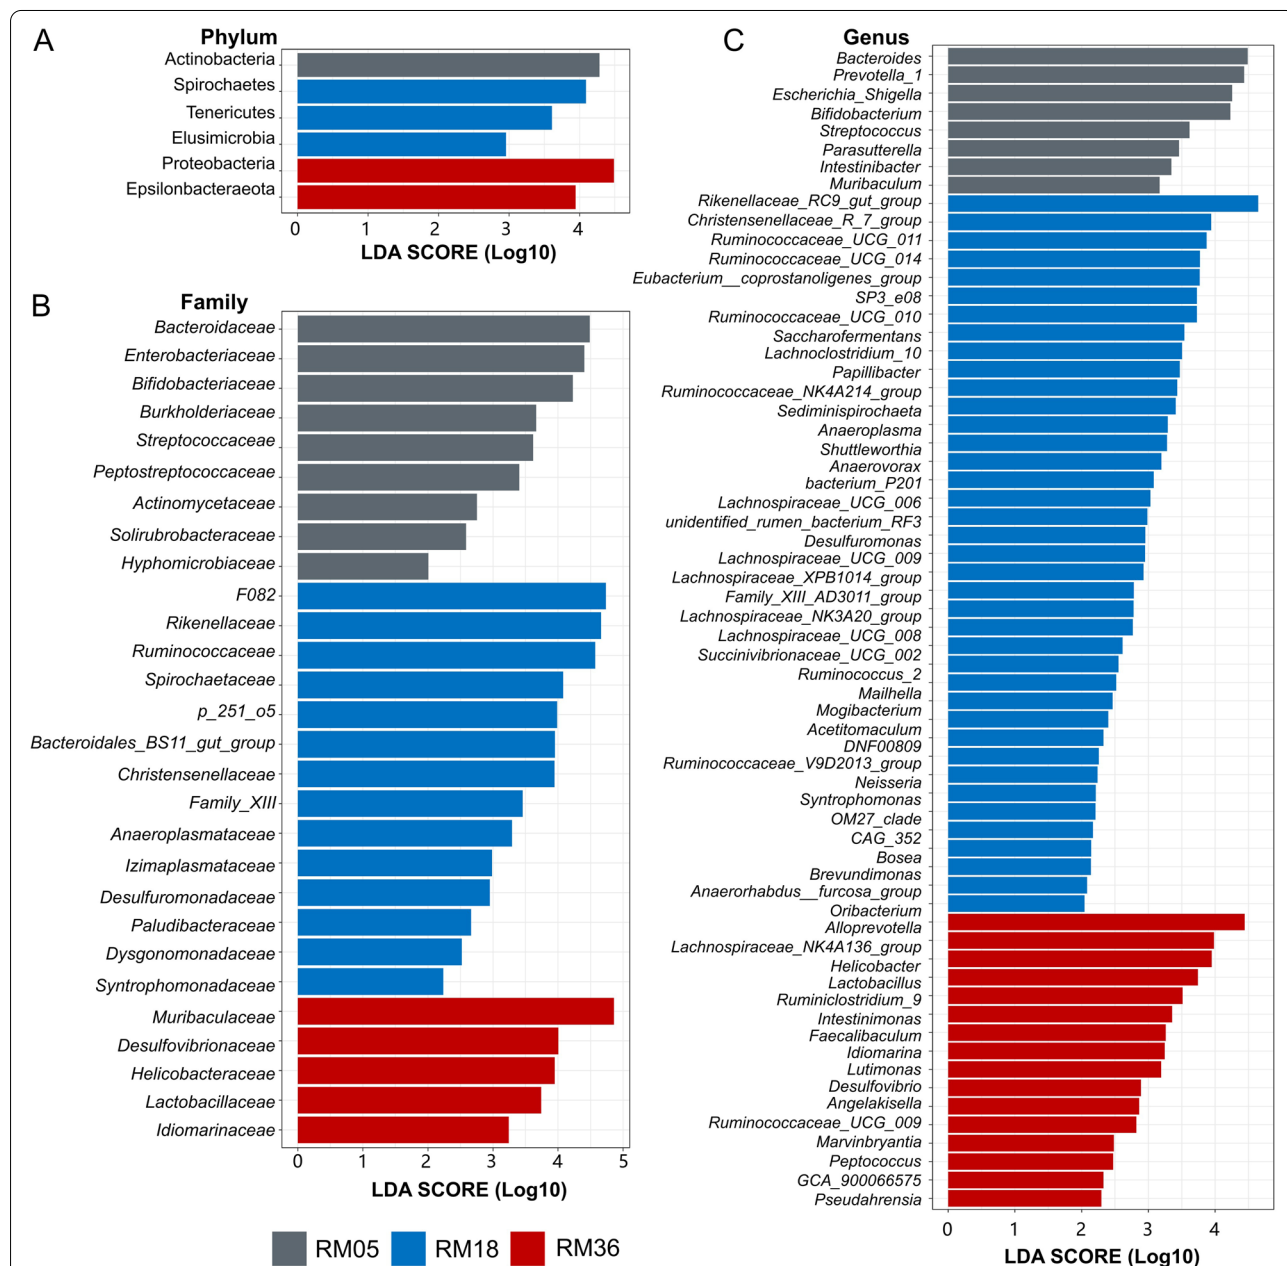 A
Phylum
Actinobacteria
Spirochaetes
Tenericutes
Elusimicrobia
Proteobacteria
Epsilonbacteraeota
0 1 2 3 4
LDA SCORE (Log10)
B
Family
Bacteroidaceae
Enterobacteriaceae
Bifidobacteriaceae
Burkholderiaceae
Streptococcaceae
Peptostreptococcaceae
Actinomycetaceae
Solirubrobacteraceae
Hyphomicrobiaceae
F082
Rikenellaceae
Ruminococcaceae
Spirochaetaceae
p_251_o5
Bacteroidales_BS11_gut_group
Christensenellaceae
Family_XIII
Anaeroplasmataceae
Izimaplasmataceae
Desulfuromonadaceae
Paludibacteraceae
Dysgonomonadaceae
Syntrophomonadaceae
Muribaculaceae
Desulfovibrionaceae
Helicobacteraceae
Lactobacillaceae
Idiomarinaceae
0 1 2 3 4 5
LDA SCORE (Log10)
C
Genus
Bacteroides
Prevotella_1
Escherichia_Shigella
Bifidobacterium
Streptococcus
Parasutterella
Intestinibacter
Muribaculum
Rikenellaceae_RC9_gut_group
Christensenellaceae_R_7_group
Ruminococcaceae_UCG_011
Ruminococcaceae_UCG_014
Eubacterium__coprostanoligenes_group
SP3_e08
Ruminococcaceae_UCG_010
Saccharofermentans
Lachnoclostridium_10
Papillibacter
Ruminococcaceae_NK4A214_group
Sediminispirochaeta
Anaeroplasma
Shuttleworthia
Anaerovorax
bacterium_P201
Lachnospiraceae_UCG_006
unidentified_rumen_bacterium_RF3
Desulfuromonas
Lachnospiraceae_UCG_009
Lachnospiraceae_XPB1014_group
Family_XIII_AD3011_group
Lachnospiraceae_NK3A20_group
Lachnospiraceae_UCG_008
Succinivibrionaceae_UCG_002
Ruminococcus_2
Mailhella
Mogibacterium
Acetitomaculum
DNF00809
Ruminococcaceae_V9D2013_group
Neisseria
Syntrophomonas
OM27_clade
CAG_352
Bosea
Brevundimonas
Anaerorhabdus__furcosa_group
Oribacterium
Alloprevotella
Lachnospiraceae_NK4A136_group
Helicobacter
Lactobacillus
Ruminiclostridium_9
Intestinimonas
Faecalibaculum
Idiomarina
Lutimonas
Desulfovibrio
Angelakisella
Ruminococcaceae_UCG_009
Marvinbryantia
Peptococcus
GCA_900066575
Pseudahrensia
0 1 2 3 4
LDA SCORE (Log10)
RM05 RM18 RM36